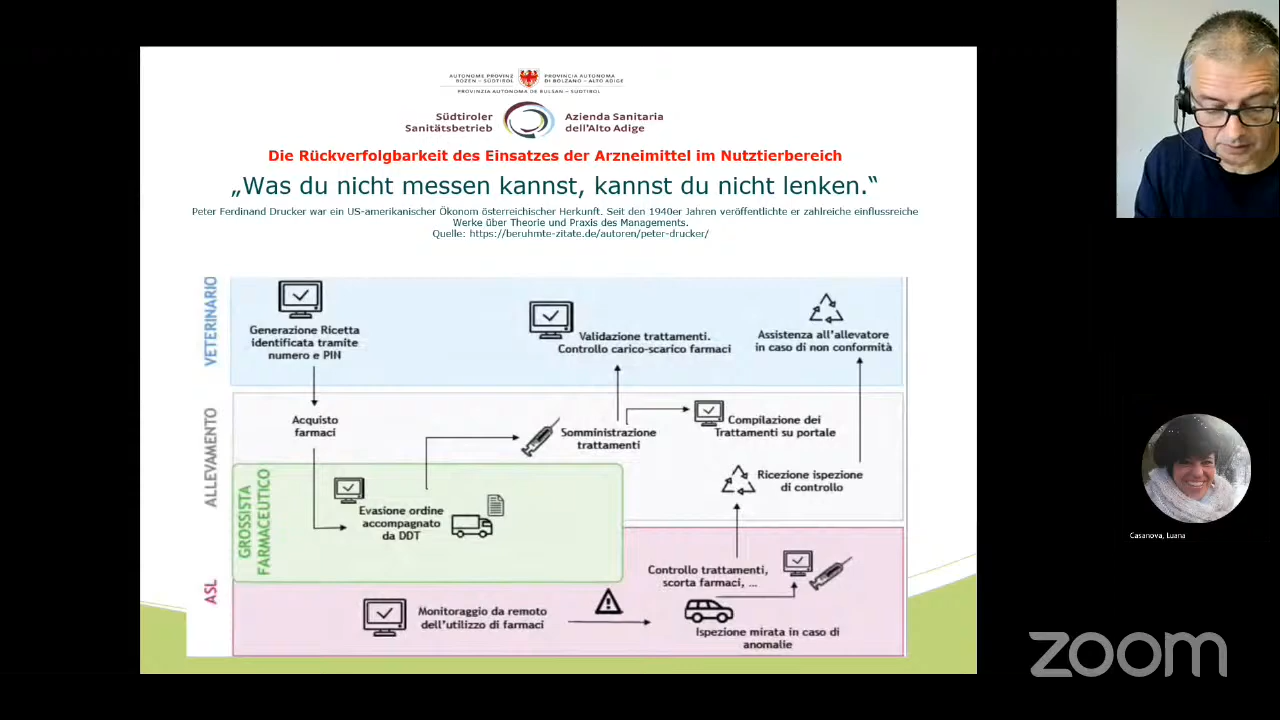 AUTONOME PROVINZ
BOZEN – SÜDTIROL
PROVINCIA AUTONOMA
DI BOLZANO – ALTO ADIGE
PROVINZIA AUTONOMA DE BULSAN – SÜDTIROL
Südtiroler
Sanitätsbetrieb
Azienda Sanitaria
dell'Alto Adige
Die Rückverfolgbarkeit des Einsatzes der Arzneimittel im Nutztierbereich
„Was du nicht messen kannst, kannst du nicht lenken.“
Peter Ferdinand Drucker war ein US-amerikanischer Ökonom österreichischer Herkunft. Seit den 1940er Jahren veröffentlichte er zahlreiche einflussreiche
Werke über Theorie und Praxis des Managements.
Quelle: https://beruhmte-zitate.de/autoren/peter-drucker/
VETERINARIO
Generazione Ricetta
identificata tramite
numero e PIN
Validazione trattamenti.
Controllo carico-scarico farmaci
Assistenza all'allevatore
in caso di non conformità
ALLEVAMENTO
Acquisto
farmaci
Somministrazione
trattamenti
Compilazione dei
Trattamenti su portale
Ricezione ispezione
di controllo
GROSSISTA
FARMACEUTICO
Evasione ordine
accompagnato
da DDT
ASL
Controllo trattamenti,
scorta farmaci, ...
Monitoraggio da remoto
dell'utilizzo di farmaci
Ispezione mirata in caso di
anomalie
Casanova, Luana
zoom